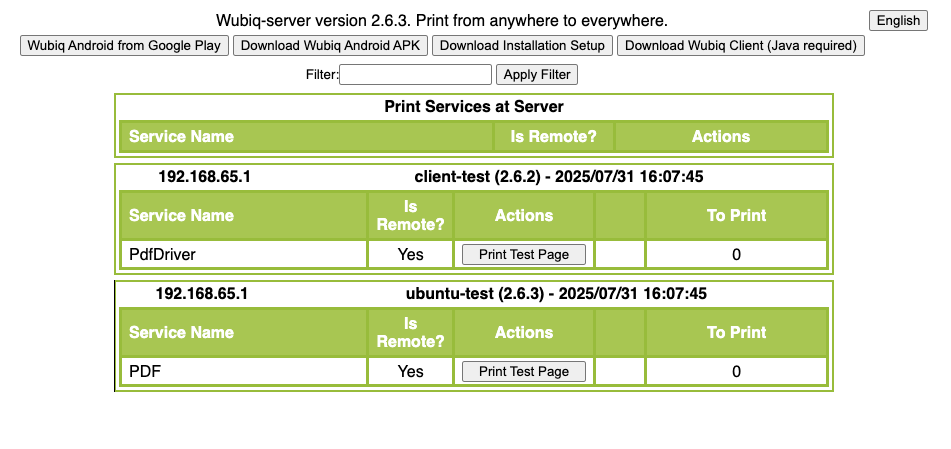 Wubiq-server version 2.6.3. Print from anywhere to everywhere.
English
Wubiq Android from Google Play Download Wubiq Android APK Download Installation Setup Download Wubiq Client (Java required)
Filter: Apply Filter
Print Services at Server
Service Name Is Remote? Actions
192.168.65.1 client-test (2.6.2) - 2025/07/31 16:07:45
Service Name Is Remote? Actions To Print
PdfDriver Yes Print Test Page 0
192.168.65.1 ubuntu-test (2.6.3) - 2025/07/31 16:07:45
Service Name Is Remote? Actions To Print
PDF Yes Print Test Page 0